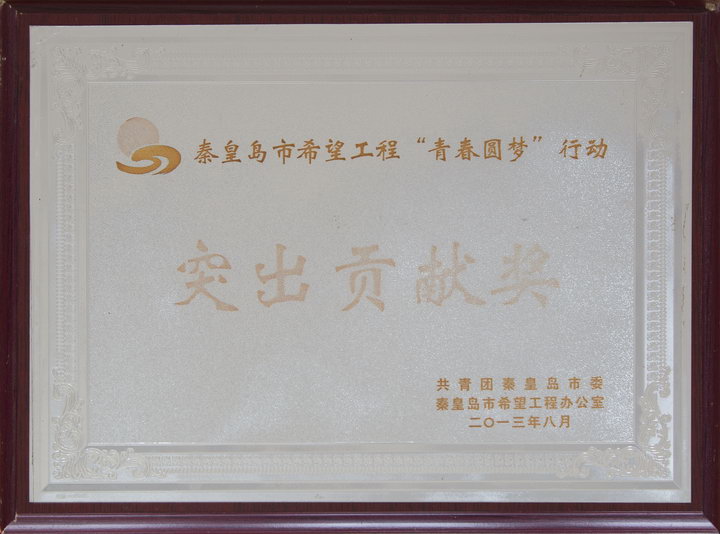 秦皇岛市希望工程“青春圆梦”行动
突出贡献奖
共青团秦皇岛市委
秦皇岛市希望工程办公室
二〇一三年八月